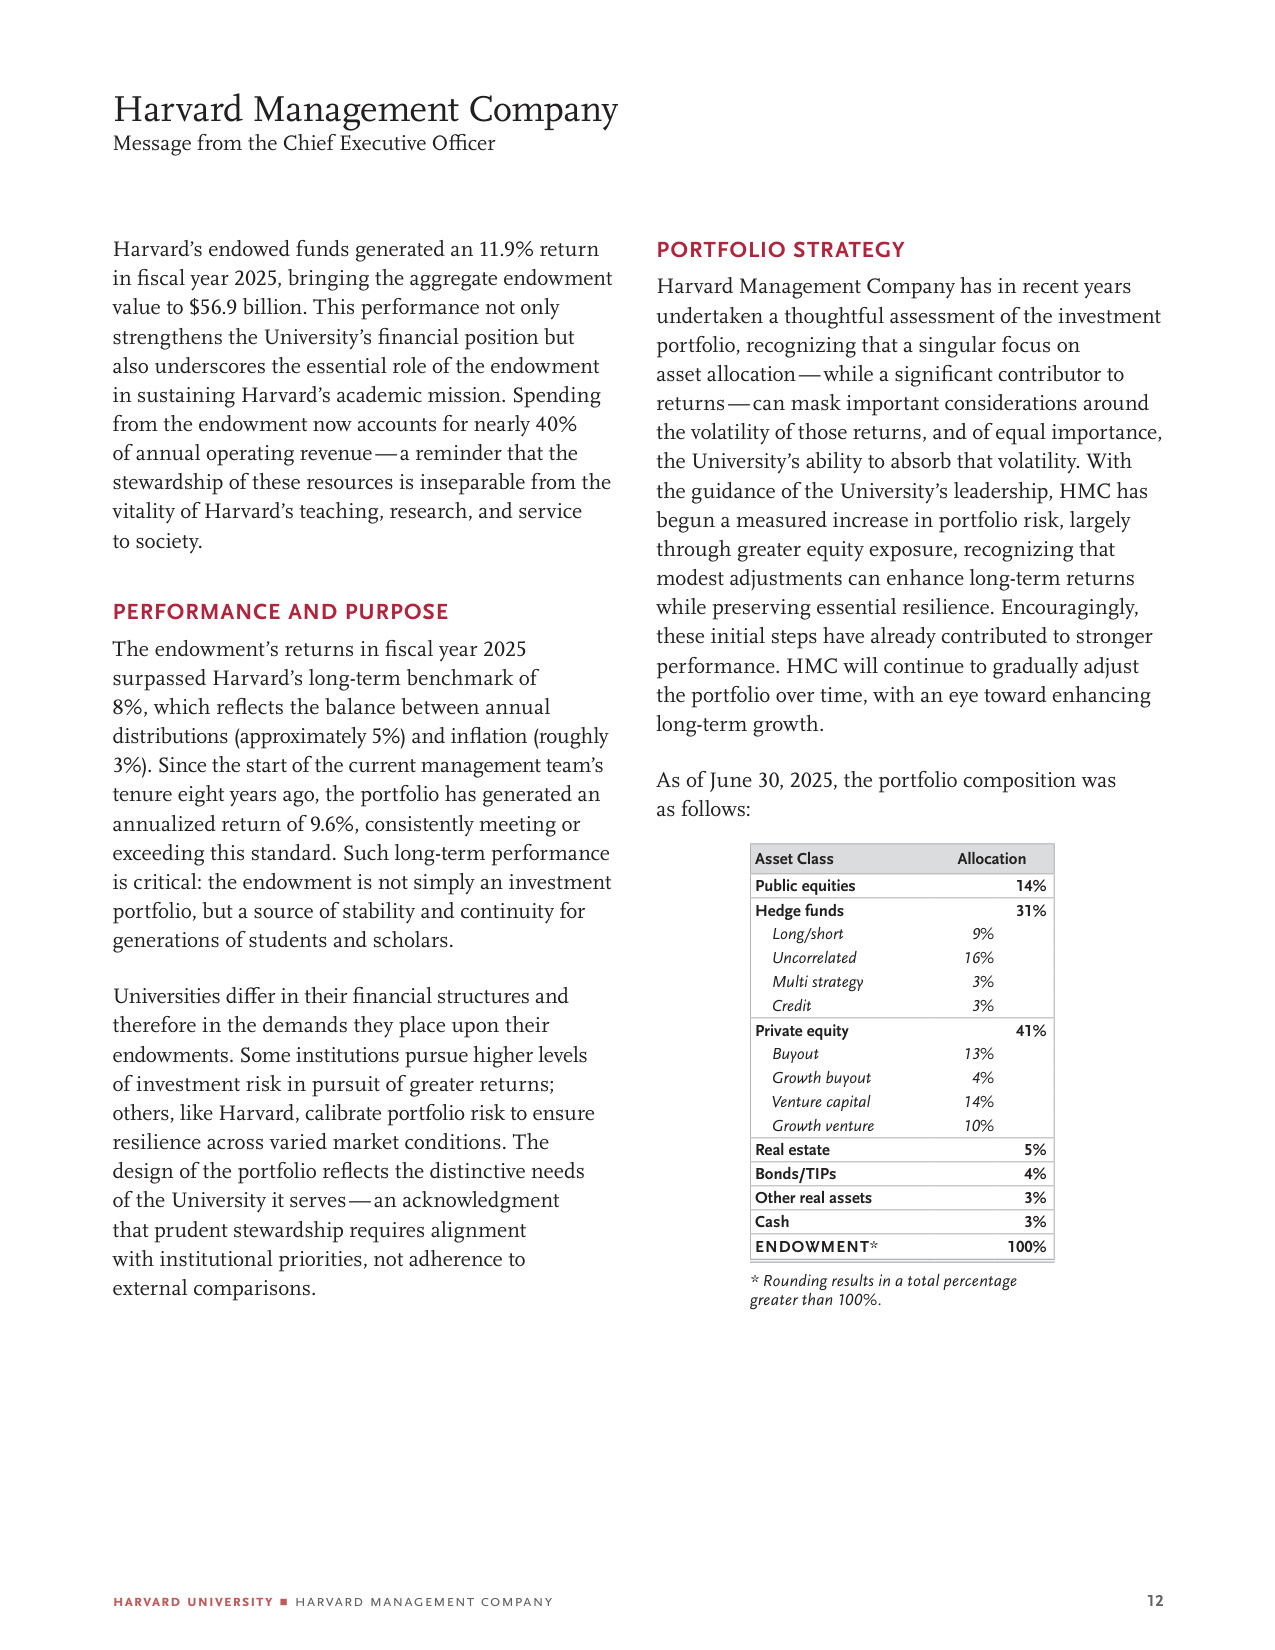 Harvard Management Company
Message from the Chief Executive Officer
Harvard’s endowed funds generated an 11.9% return
in fiscal year 2025, bringing the aggregate endowment
value to $56.9 billion. This performance not only
strengthens the University’s financial position but
also underscores the essential role of the endowment
in sustaining Harvard’s academic mission. Spending
from the endowment now accounts for nearly 40%
of annual operating revenue—a reminder that the
stewardship of these resources is inseparable from the
vitality of Harvard’s teaching, research, and service
to society.
PERFORMANCE AND PURPOSE
The endowment’s returns in fiscal year 2025
surpassed Harvard’s long-term benchmark of
8%, which reflects the balance between annual
distributions (approximately 5%) and inflation (roughly
3%). Since the start of the current management team’s
tenure eight years ago, the portfolio has generated an
annualized return of 9.6%, consistently meeting or
exceeding this standard. Such long-term performance
is critical: the endowment is not simply an investment
portfolio, but a source of stability and continuity for
generations of students and scholars.
Universities differ in their financial structures and
therefore in the demands they place upon their
endowments. Some institutions pursue higher levels
of investment risk in pursuit of greater returns;
others, like Harvard, calibrate portfolio risk to ensure
resilience across varied market conditions. The
design of the portfolio reflects the distinctive needs
of the University it serves—an acknowledgment
that prudent stewardship requires alignment
with institutional priorities, not adherence to
external comparisons.
PORTFOLIO STRATEGY
Harvard Management Company has in recent years
undertaken a thoughtful assessment of the investment
portfolio, recognizing that a singular focus on
asset allocation—while a significant contributor to
returns—can mask important considerations around
the volatility of those returns, and of equal importance,
the University’s ability to absorb that volatility. With
the guidance of the University’s leadership, HMC has
begun a measured increase in portfolio risk, largely
through greater equity exposure, recognizing that
modest adjustments can enhance long-term returns
while preserving essential resilience. Encouragingly,
these initial steps have already contributed to stronger
performance. HMC will continue to gradually adjust
the portfolio over time, with an eye toward enhancing
long-term growth.
As of June 30, 2025, the portfolio composition was
as follows:
Asset Class Allocation
Public equities 14%
Hedge funds 31%
Long/short 9%
Uncorrelated 16%
Multi strategy 3%
Credit 3%
Private equity 41%
Buyout 13%
Growth buyout 4%
Venture capital 14%
Growth venture 10%
Real estate 5%
Bonds/TIPs 4%
Other real assets 3%
Cash 3%
ENDOWMENT* 100%
* Rounding results in a total percentage
greater than 100%.
HARVARD UNIVERSITY ■ HARVARD MANAGEMENT COMPANY 12